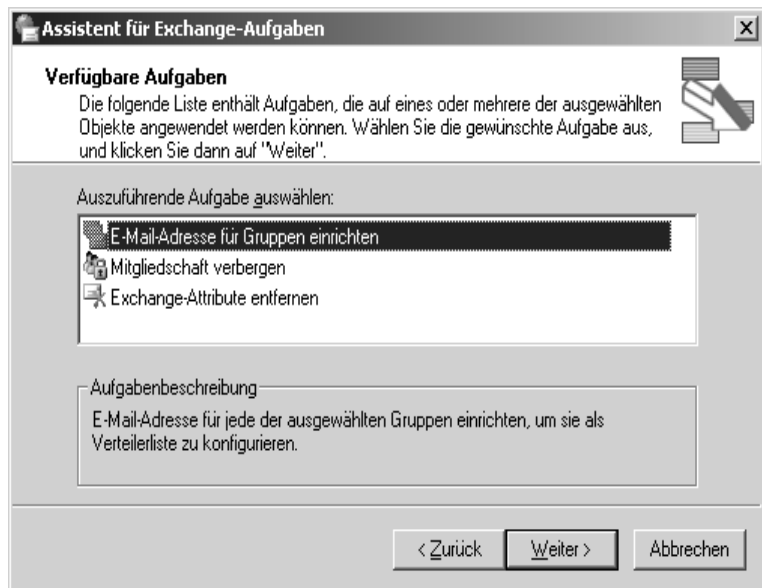 Assistent für Exchange-Aufgaben
Verfügbare Aufgaben
Die folgende Liste enthält Aufgaben, die auf eines oder mehrere der ausgewählten
Objekte angewendet werden können. Wählen Sie die gewünschte Aufgabe aus,
und klicken Sie dann auf "Weiter".
Auszuführende Aufgabe auswählen:
E-Mail-Adresse für Gruppen einrichten
Mitgliedschaft verbergen
Exchange-Attribute entfernen
Aufgabenbeschreibung
E-Mail-Adresse für jede der ausgewählten Gruppen einrichten, um sie als
Verteilerliste zu konfigurieren.
< Zurück
Weiter >
Abbrechen